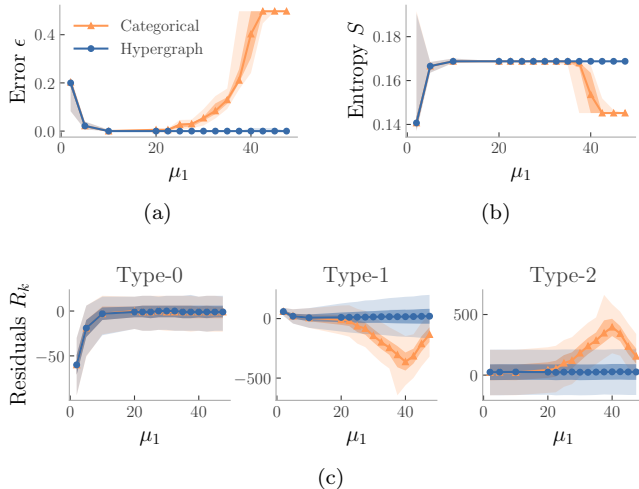 Error ϵ
0.4
0.2
0.0
Categorical
Hypergraph
0
20
40
μ₁
(a)
Entropy S
0.18
0.16
0.14
0
20
40
μ₁
(b)
Residuals Rₖ
Type-0
0
−50
0
20
40
μ₁
Type-1
0
−500
0
20
40
μ₁
Type-2
500
0
0
20
40
μ₁
(c)